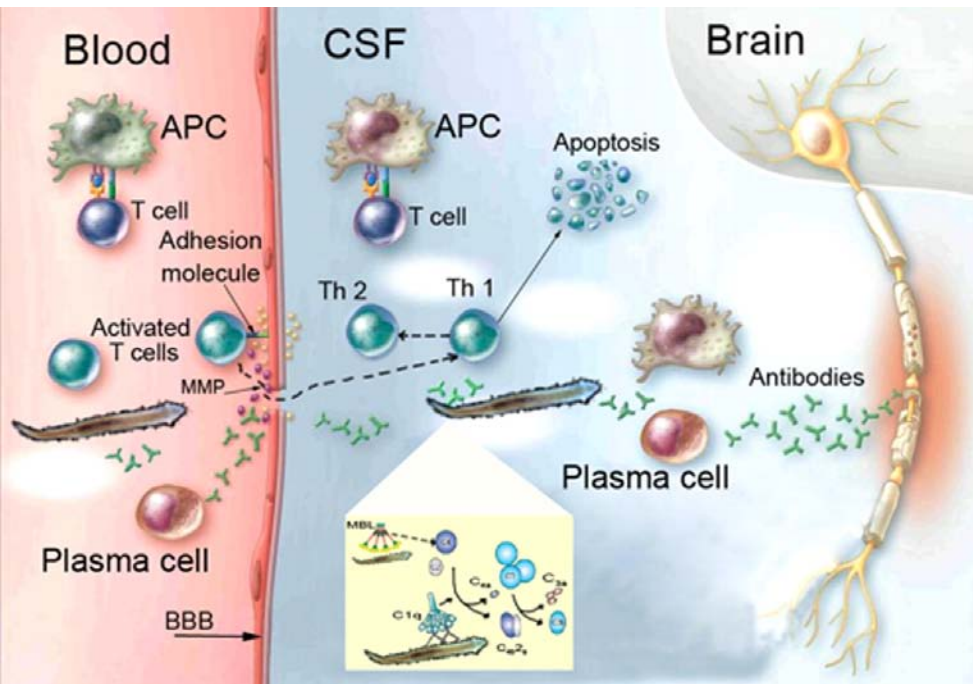 Blood
CSF
Brain
APC
APC
Apoptosis
T cell
T cell
Adhesion
molecule
Th 2
Th 1
Activated
T cells
MMP
Antibodies
Plasma cell
Plasma cell
MBL
C1q
BBB